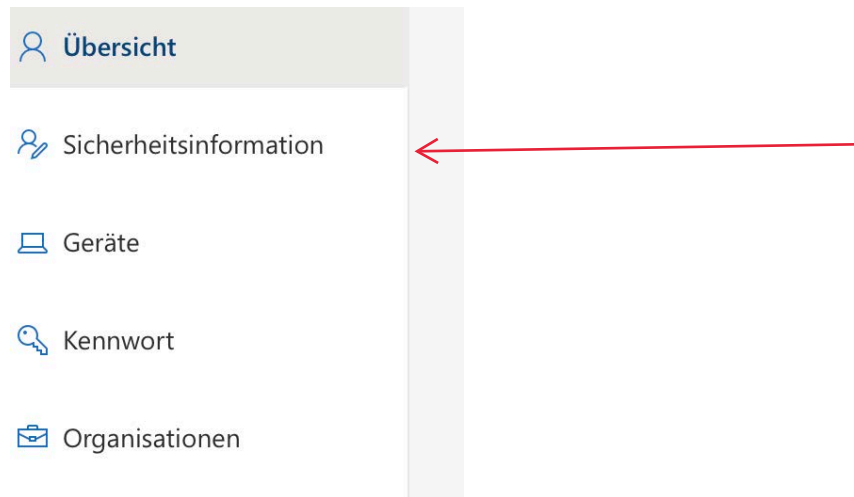 Übersicht
Sicherheitsinformation
Geräte
Kennwort
Organisationen